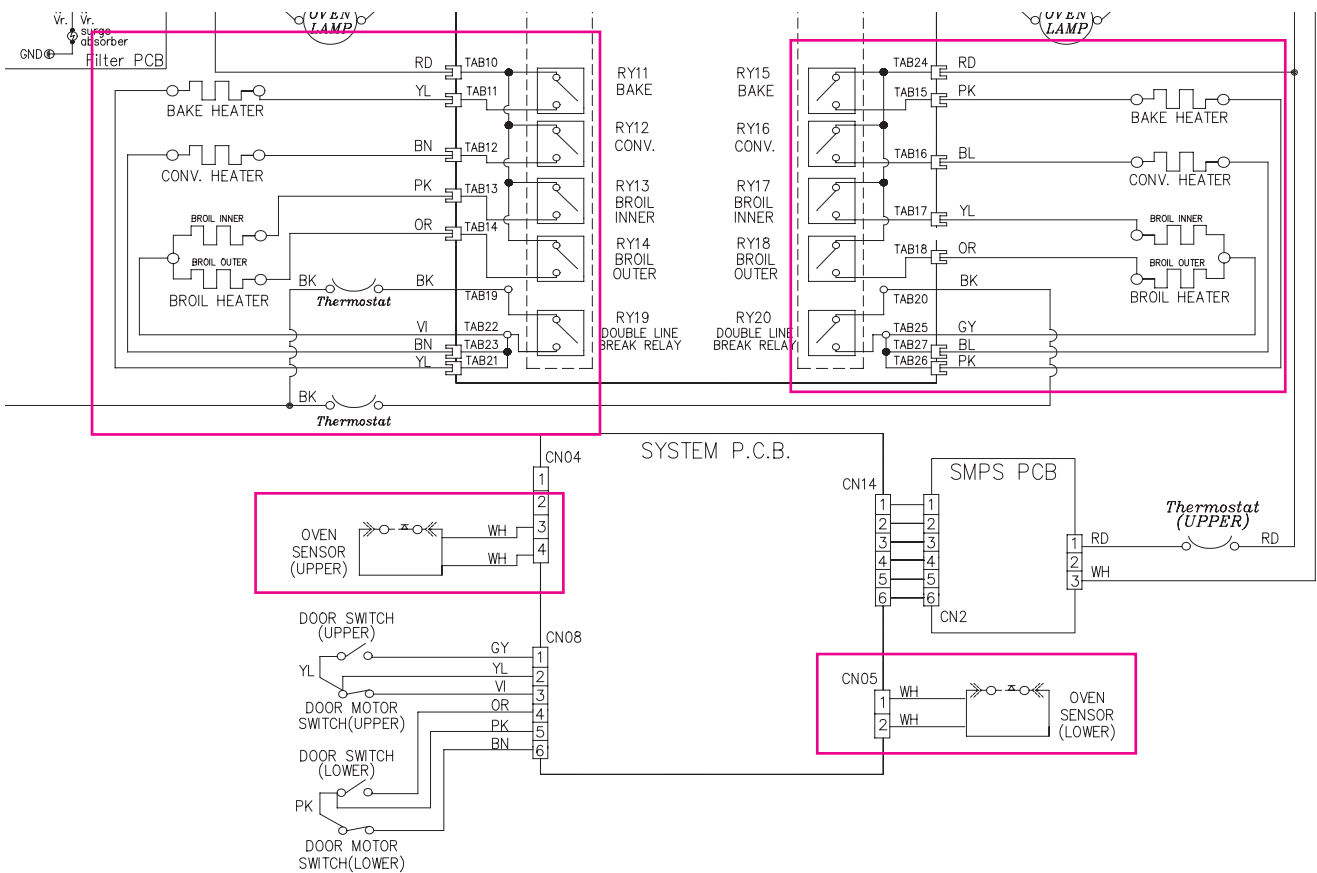 Vr. Vr.
surge
absorber
GND
Filter PCB
OVEN
LAMP
OVEN
LAMP
RD TAB10
YL TAB11
BAKE HEATER
BN TAB12
CONV. HEATER
PK TAB13
OR TAB14
BROIL INNER
BROIL OUTER
BROIL HEATER
BK BK
Thermostat
TAB19
VI TAB22
BN TAB23
YL TAB21
BK
Thermostat
RY11
BAKE
RY12
CONV.
RY13
BROIL
INNER
RY14
BROIL
OUTER
RY19
DOUBLE LINE
BREAK RELAY
RY15
BAKE
RY16
CONV.
RY17
BROIL
INNER
RY18
BROIL
OUTER
RY20
DOUBLE LINE
BREAK RELAY
TAB24 RD
TAB15 PK
BAKE HEATER
TAB16 BL
CONV. HEATER
TAB17 YL
BROIL INNER
TAB18 OR
BROIL OUTER
BROIL HEATER
BK
TAB20
TAB25 GY
TAB27 BL
TAB26 PK
SYSTEM P.C.B.
CN04
1
2
3
4
WH
WH
OVEN
SENSOR
(UPPER)
CN14
1
2
3
4
5
6
SMPS PCB
1
2
3
4
5
6
CN2
1
2
3
RD
WH
Thermostat
(UPPER)
RD
DOOR SWITCH
(UPPER)
YL
DOOR MOTOR
SWITCH(UPPER)
DOOR SWITCH
(LOWER)
PK
DOOR MOTOR
SWITCH(LOWER)
CN08
GY 1
YL 2
VI 3
OR 4
PK 5
BN 6
CN05
1 WH
2 WH
OVEN
SENSOR
(LOWER)